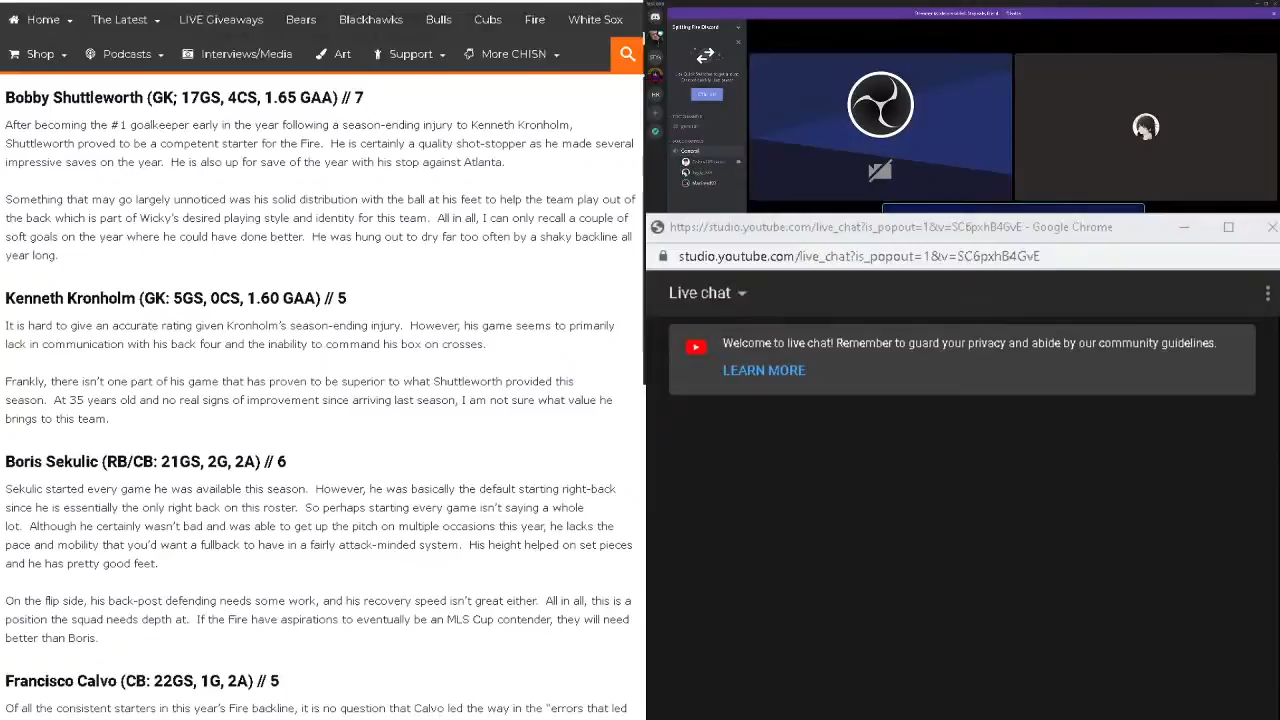 Home
The Latest
LIVE Giveaways
Bears
Blackhawks
Bulls
Cubs
Fire
White Sox
Shop
Podcasts
Interviews/Media
Art
Support
More CHISN
Bobby Shuttleworth (GK; 17GS, 4CS, 1.65 GAA) // 7
After becoming the #1 goalkeeper early in the year following a season-ending injury to Kenneth Kronholm,
Shuttleworth proved to be a competent starter for the Fire. He is certainly a quality shot-stopper as he made several
impressive saves on the year. He is also up for save of the year with his stop against Atlanta.
Something that may go largely unnoticed was his solid distribution with the ball at his feet to help the team play out of
the back which is part of Wicky's desired playing style and identity for this team. All in all, I can only recall a couple of
soft goals on the year where he could have done better. He was hung out to dry far too often by a shaky backline all
year long.
Kenneth Kronholm (GK: 5GS, 0CS, 1.60 GAA) // 5
It is hard to give an accurate rating given Kronholm's season-ending injury. However, his game seems to primarily
lack in communication with his back four and the inability to command his box on crosses.
Frankly, there isn't one part of his game that has proven to be superior to what Shuttleworth provided this
season. At 35 years old and no real signs of improvement since arriving last season, I am not sure what value he
brings to this team.
Boris Sekulic (RB/CB: 21GS, 2G, 2A) // 6
Sekulic started every game he was available this season. However, he was basically the default starting right-back
since he is essentially the only right back on this roster. So perhaps starting every game isn't saying a whole
lot. Although he certainly wasn't bad and was able to get up the pitch on multiple occasions this year, he lacks the
pace and mobility that you'd want a fullback to have in a fairly attack-minded system. His height helped on set pieces
and he has pretty good feet.
On the flip side, his back-post defending needs some work, and his recovery speed isn't great either. All in all, this is a
position the squad needs depth at. If the Fire have aspirations to eventually be an MLS Cup contender, they will need
better than Boris.
Francisco Calvo (CB: 22GS, 1G, 2A) // 5
Of all the consistent starters in this year's Fire backline, it is no question that Calvo led the way in the "errors that led
Splitting Fire Discord
General
https://studio.youtube.com/live_chat?is_popout=1&v=SC6pxhB4GvE - Google Chrome
studio.youtube.com/live_chat?is_popout=1&v=SC6pxhB4GvE
Live chat
Welcome to live chat! Remember to guard your privacy and abide by our community guidelines.
LEARN MORE